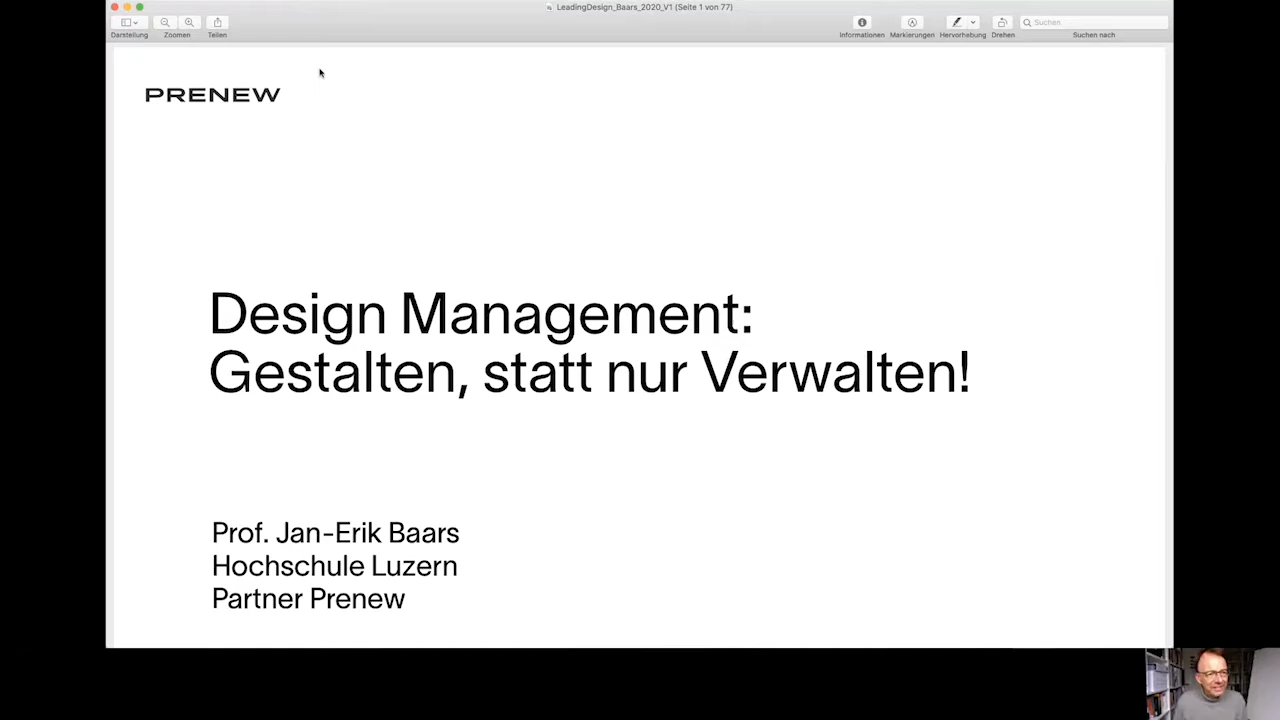 LeadingDesign_Baars_2020_V1 (Seite 1 von 77)
Suchen
Darstellung Zoomen Teilen Informationen Markierungen Hervorhebung Drehen Suchen nach
PRENEW
Design Management:
Gestalten, statt nur Verwalten!
Prof. Jan-Erik Baars
Hochschule Luzern
Partner Prenew